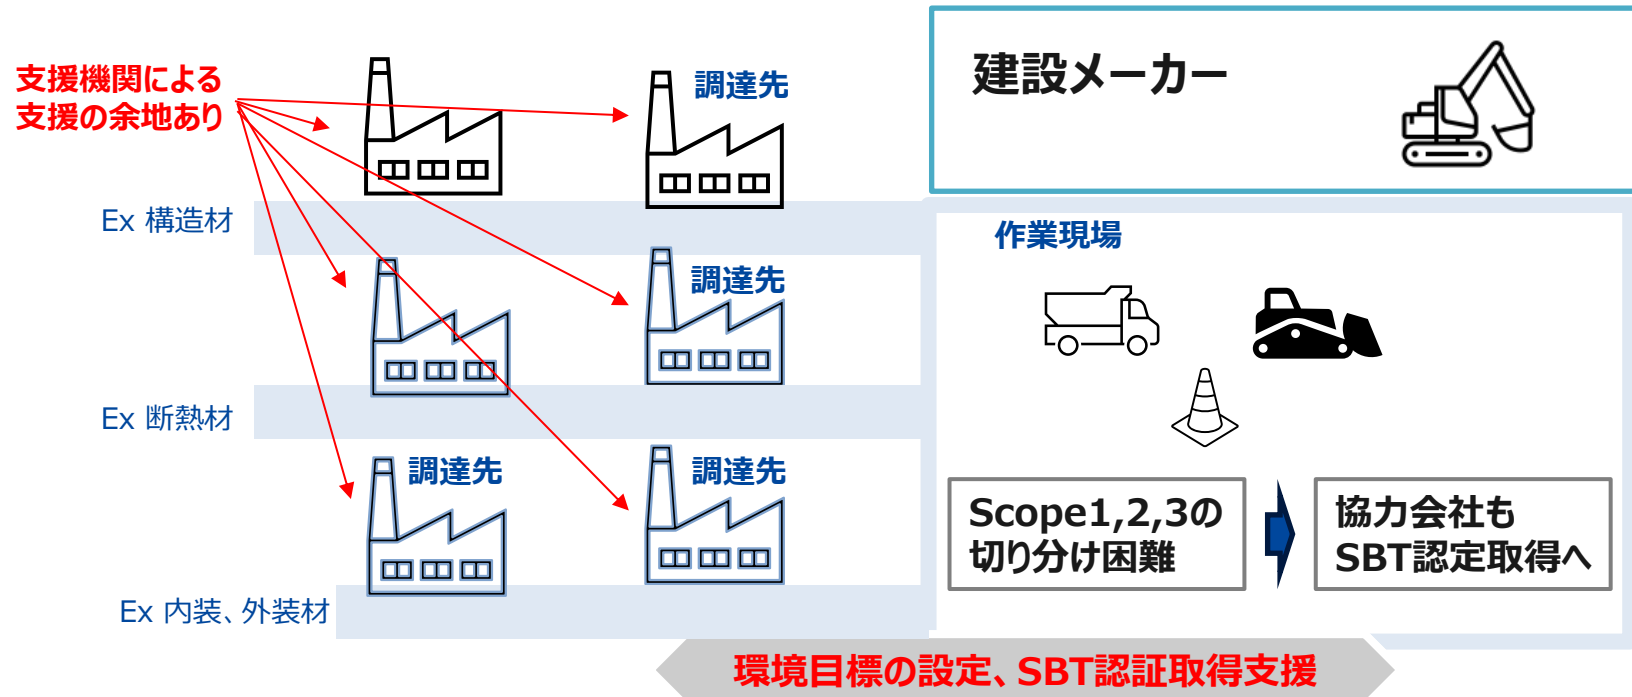 支援機関による
支援の余地あり
調達先
建設メーカー
Ex 構造材
作業現場
調達先
Ex 断熱材
調達先
調達先
Scope1,2,3の
切り分け困難
協力会社も
SBT認定取得へ
Ex 内装、外装材
環境目標の設定、SBT認証取得支援